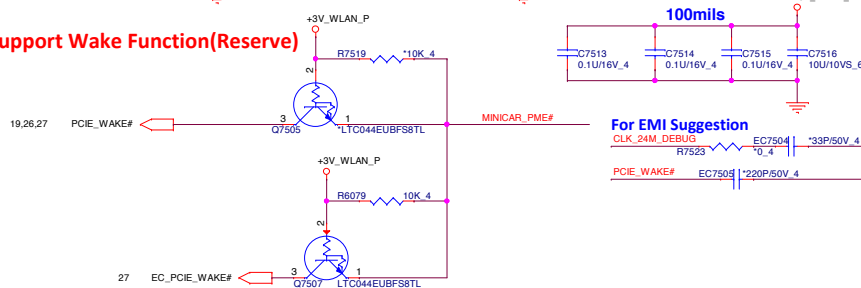 100mils
+3V_WLAN_P
upport Wake Function(Reserve)
R7519 *10K_4
C7513 0.1U/16V_4
C7514 0.1U/16V_4
C7515 0.1U/16V_4
C7516 10U/10VS_6
2
19,26,27 PCIE_WAKE# 3 1 MINICAR_PME#
Q7505 *LTC044EUBFS8TL
For EMI Suggestion
CLK_24M_DEBUG R7523 *0_4 EC7504 *33P/50V_4
+3V_WLAN_P
PCIE_WAKE# EC7505 *220P/50V_4
R6079 10K_4
2
27 EC_PCIE_WAKE# 3 1
Q7507 LTC044EUBFS8TL